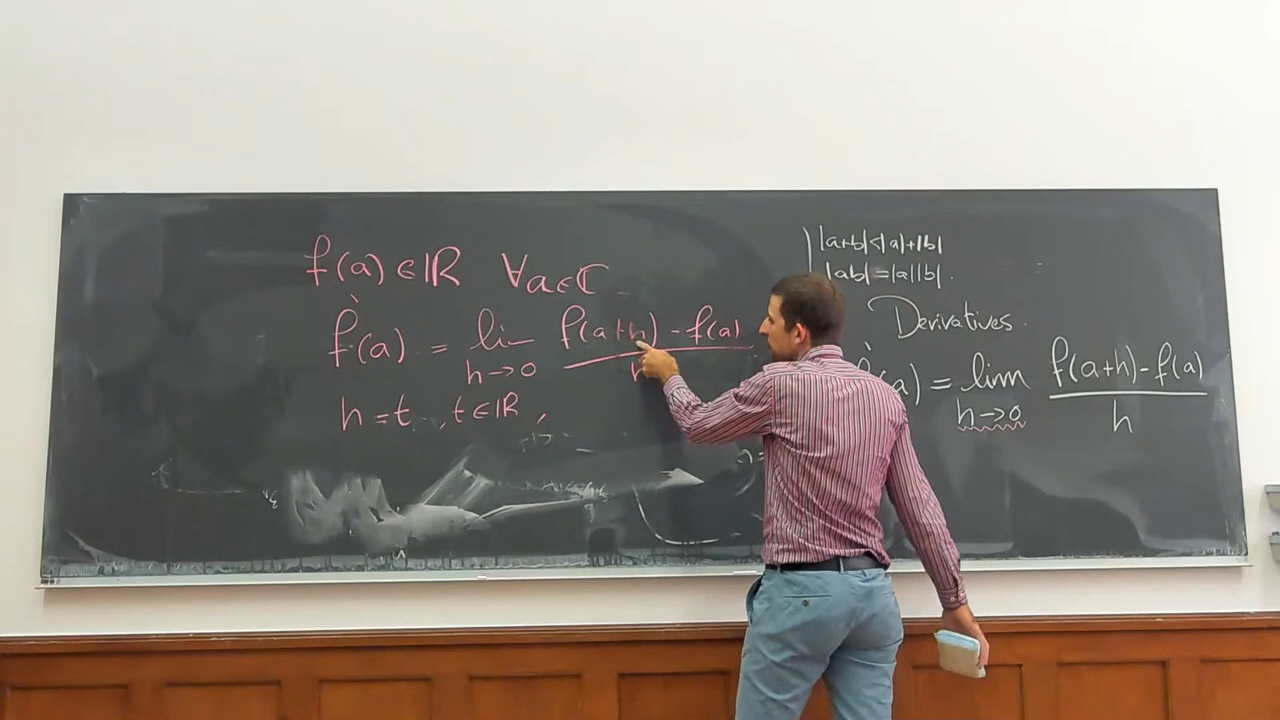 f(a) ∈ ℝ ∀a∈ℂ
f'(a) = lim h→0 f(a+h) - f(a) / h
h = t, t ∈ ℝ,
|a+b|<|a|+|b|
|ab| = |a||b|.
Derivatives.
'(a) = lim h→0 f(a+h) - f(a) / h